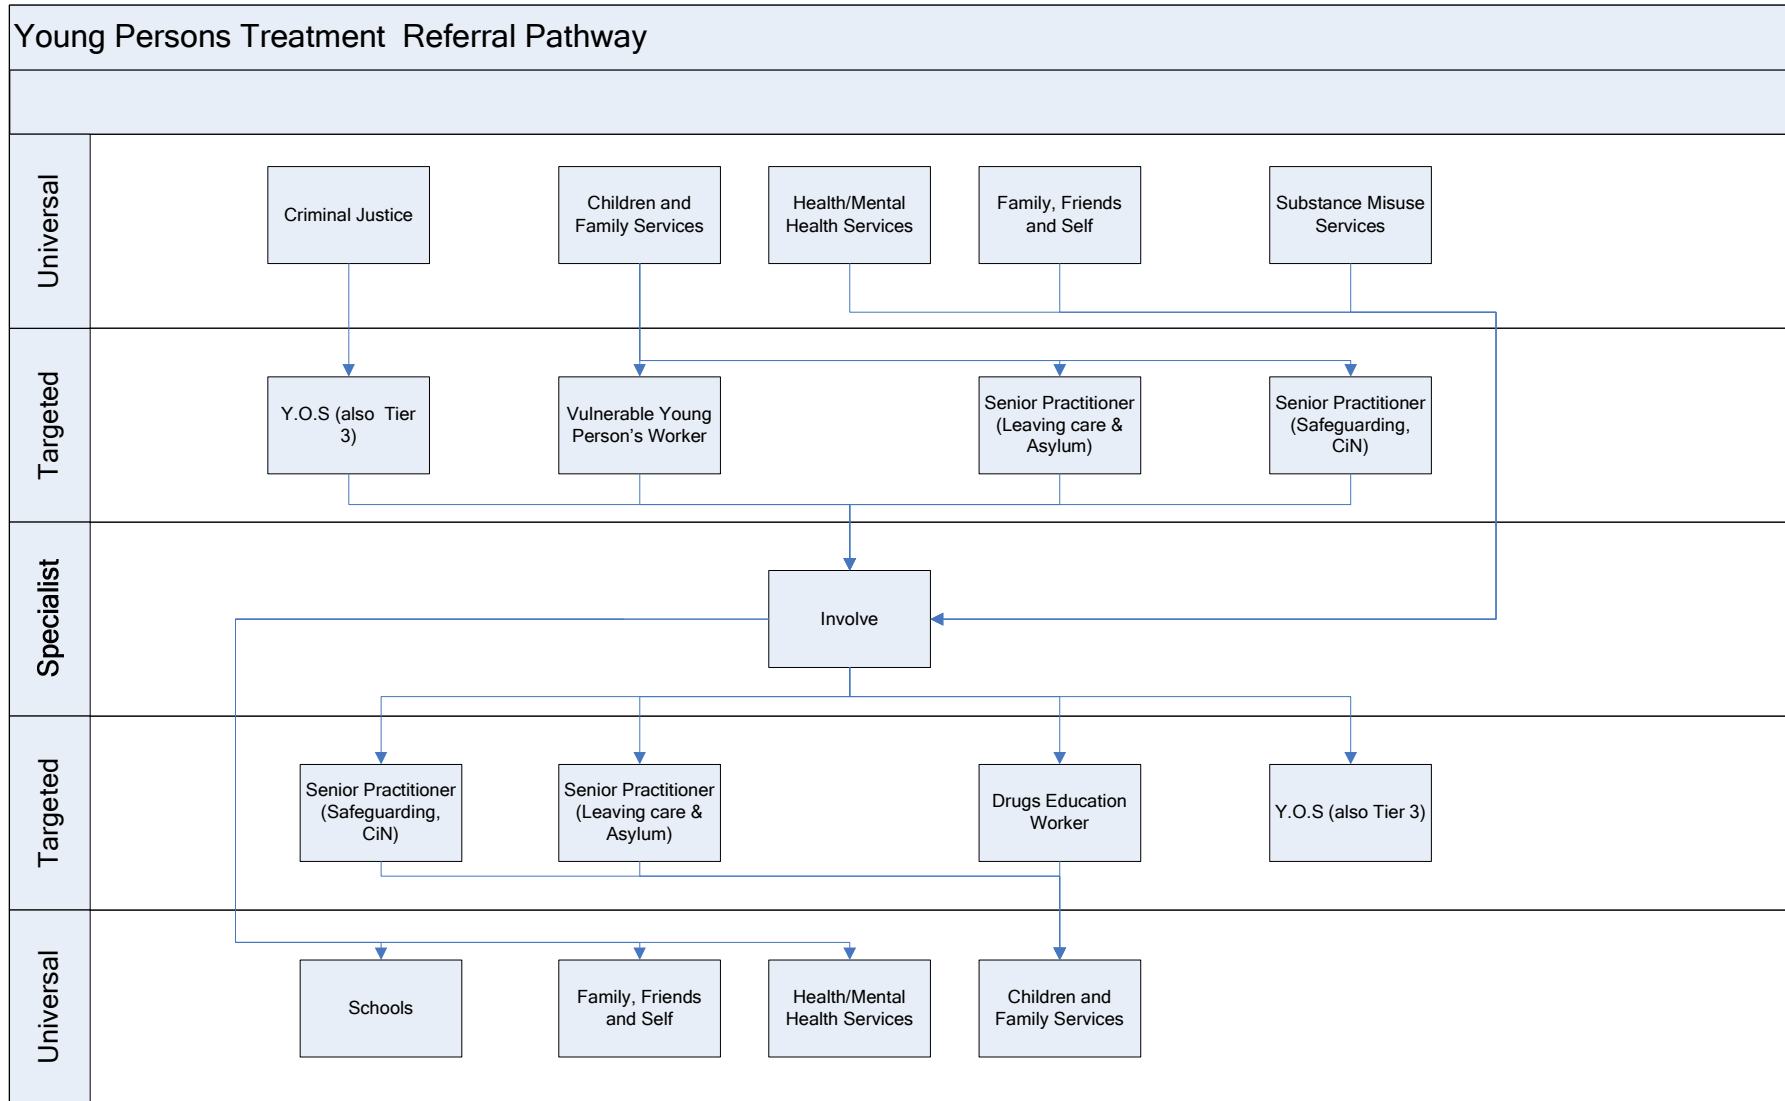 Young Persons Treatment  Referral Pathway
Universal
Criminal Justice
Children and
Family Services
Health/Mental
Health Services
Family, Friends
and Self
Substance Misuse
Services
Targeted
Y.O.S (also  Tier
3)
Vulnerable Young
Person's Worker
Senior Practitioner
(Leaving care &
Asylum)
Senior Practitioner
(Safeguarding,
CiN)
Specialist
Involve
Targeted
Senior Practitioner
(Safeguarding,
CiN)
Senior Practitioner
(Leaving care &
Asylum)
Drugs Education
Worker
Y.O.S (also Tier 3)
Universal
Schools
Family, Friends
and Self
Health/Mental
Health Services
Children and
Family Services